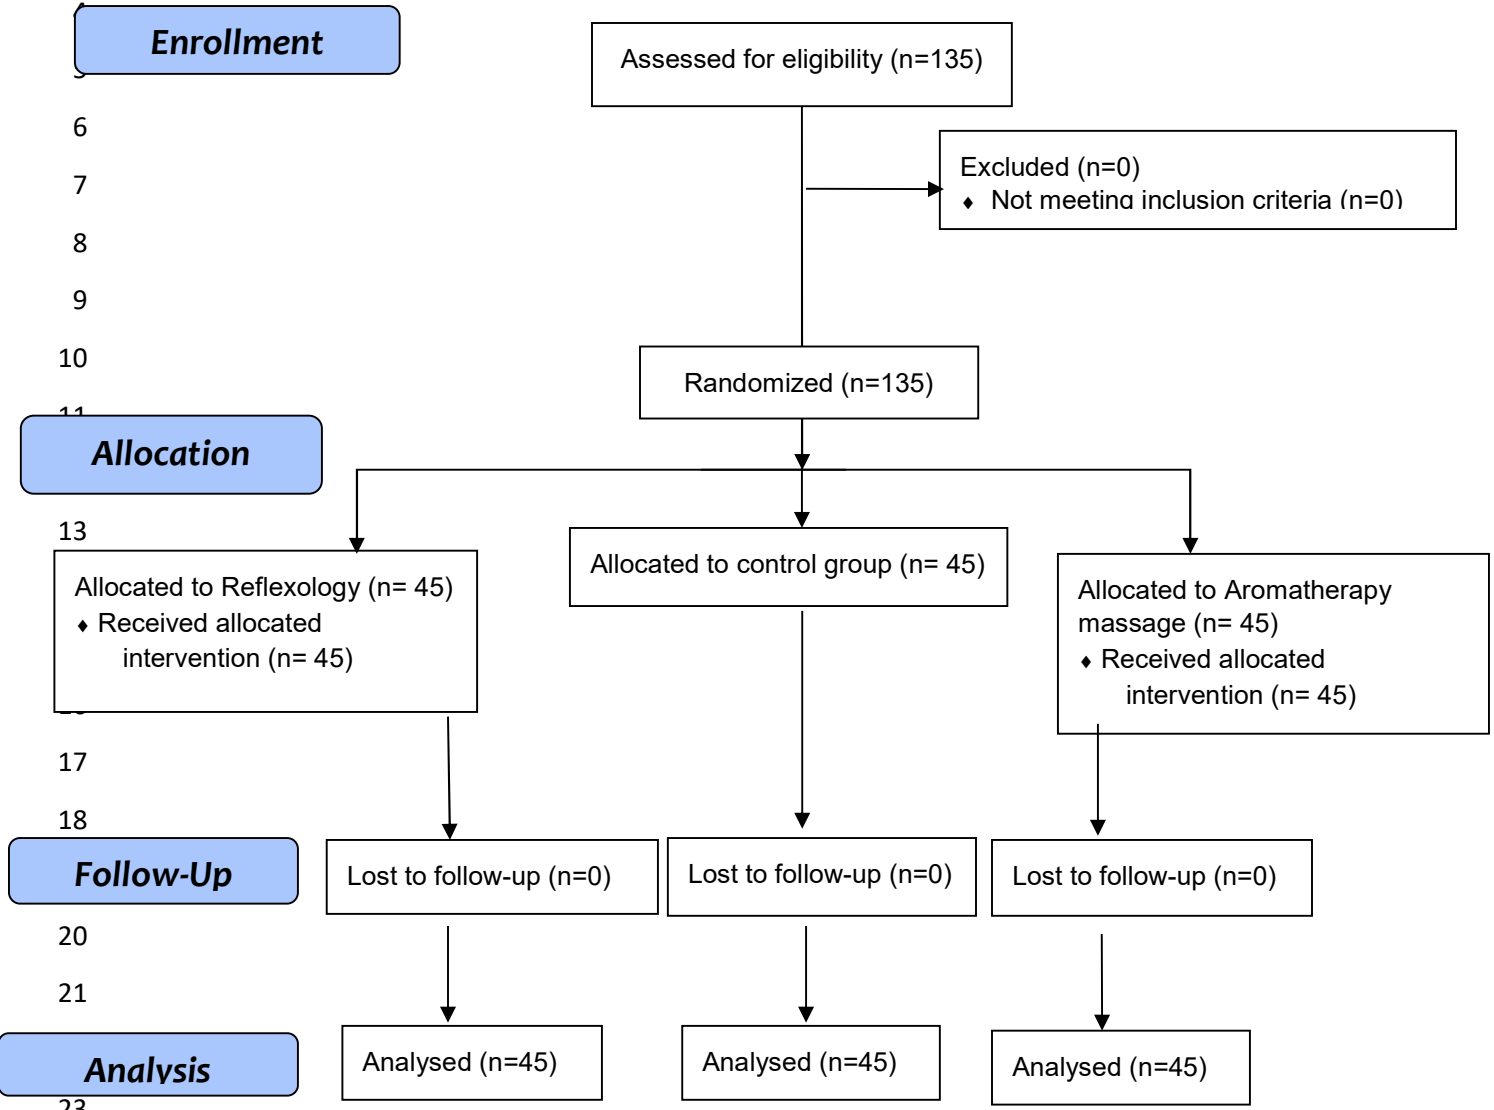 Enrollment
Assessed for eligibility (n=135)
6
Excluded (n=0)
7
♦ Not meeting inclusion criteria (n=0)
8
9
10
Randomized (n=135)
11
Allocation
13
Allocated to Reflexology (n= 45)
♦ Received allocated
intervention (n= 45)
Allocated to control group (n= 45)
Allocated to Aromatherapy
massage (n= 45)
♦ Received allocated
intervention (n= 45)
17
18
Follow-Up
Lost to follow-up (n=0)
Lost to follow-up (n=0)
Lost to follow-up (n=0)
20
21
Analysis
Analysed (n=45)
Analysed (n=45)
Analysed (n=45)
23